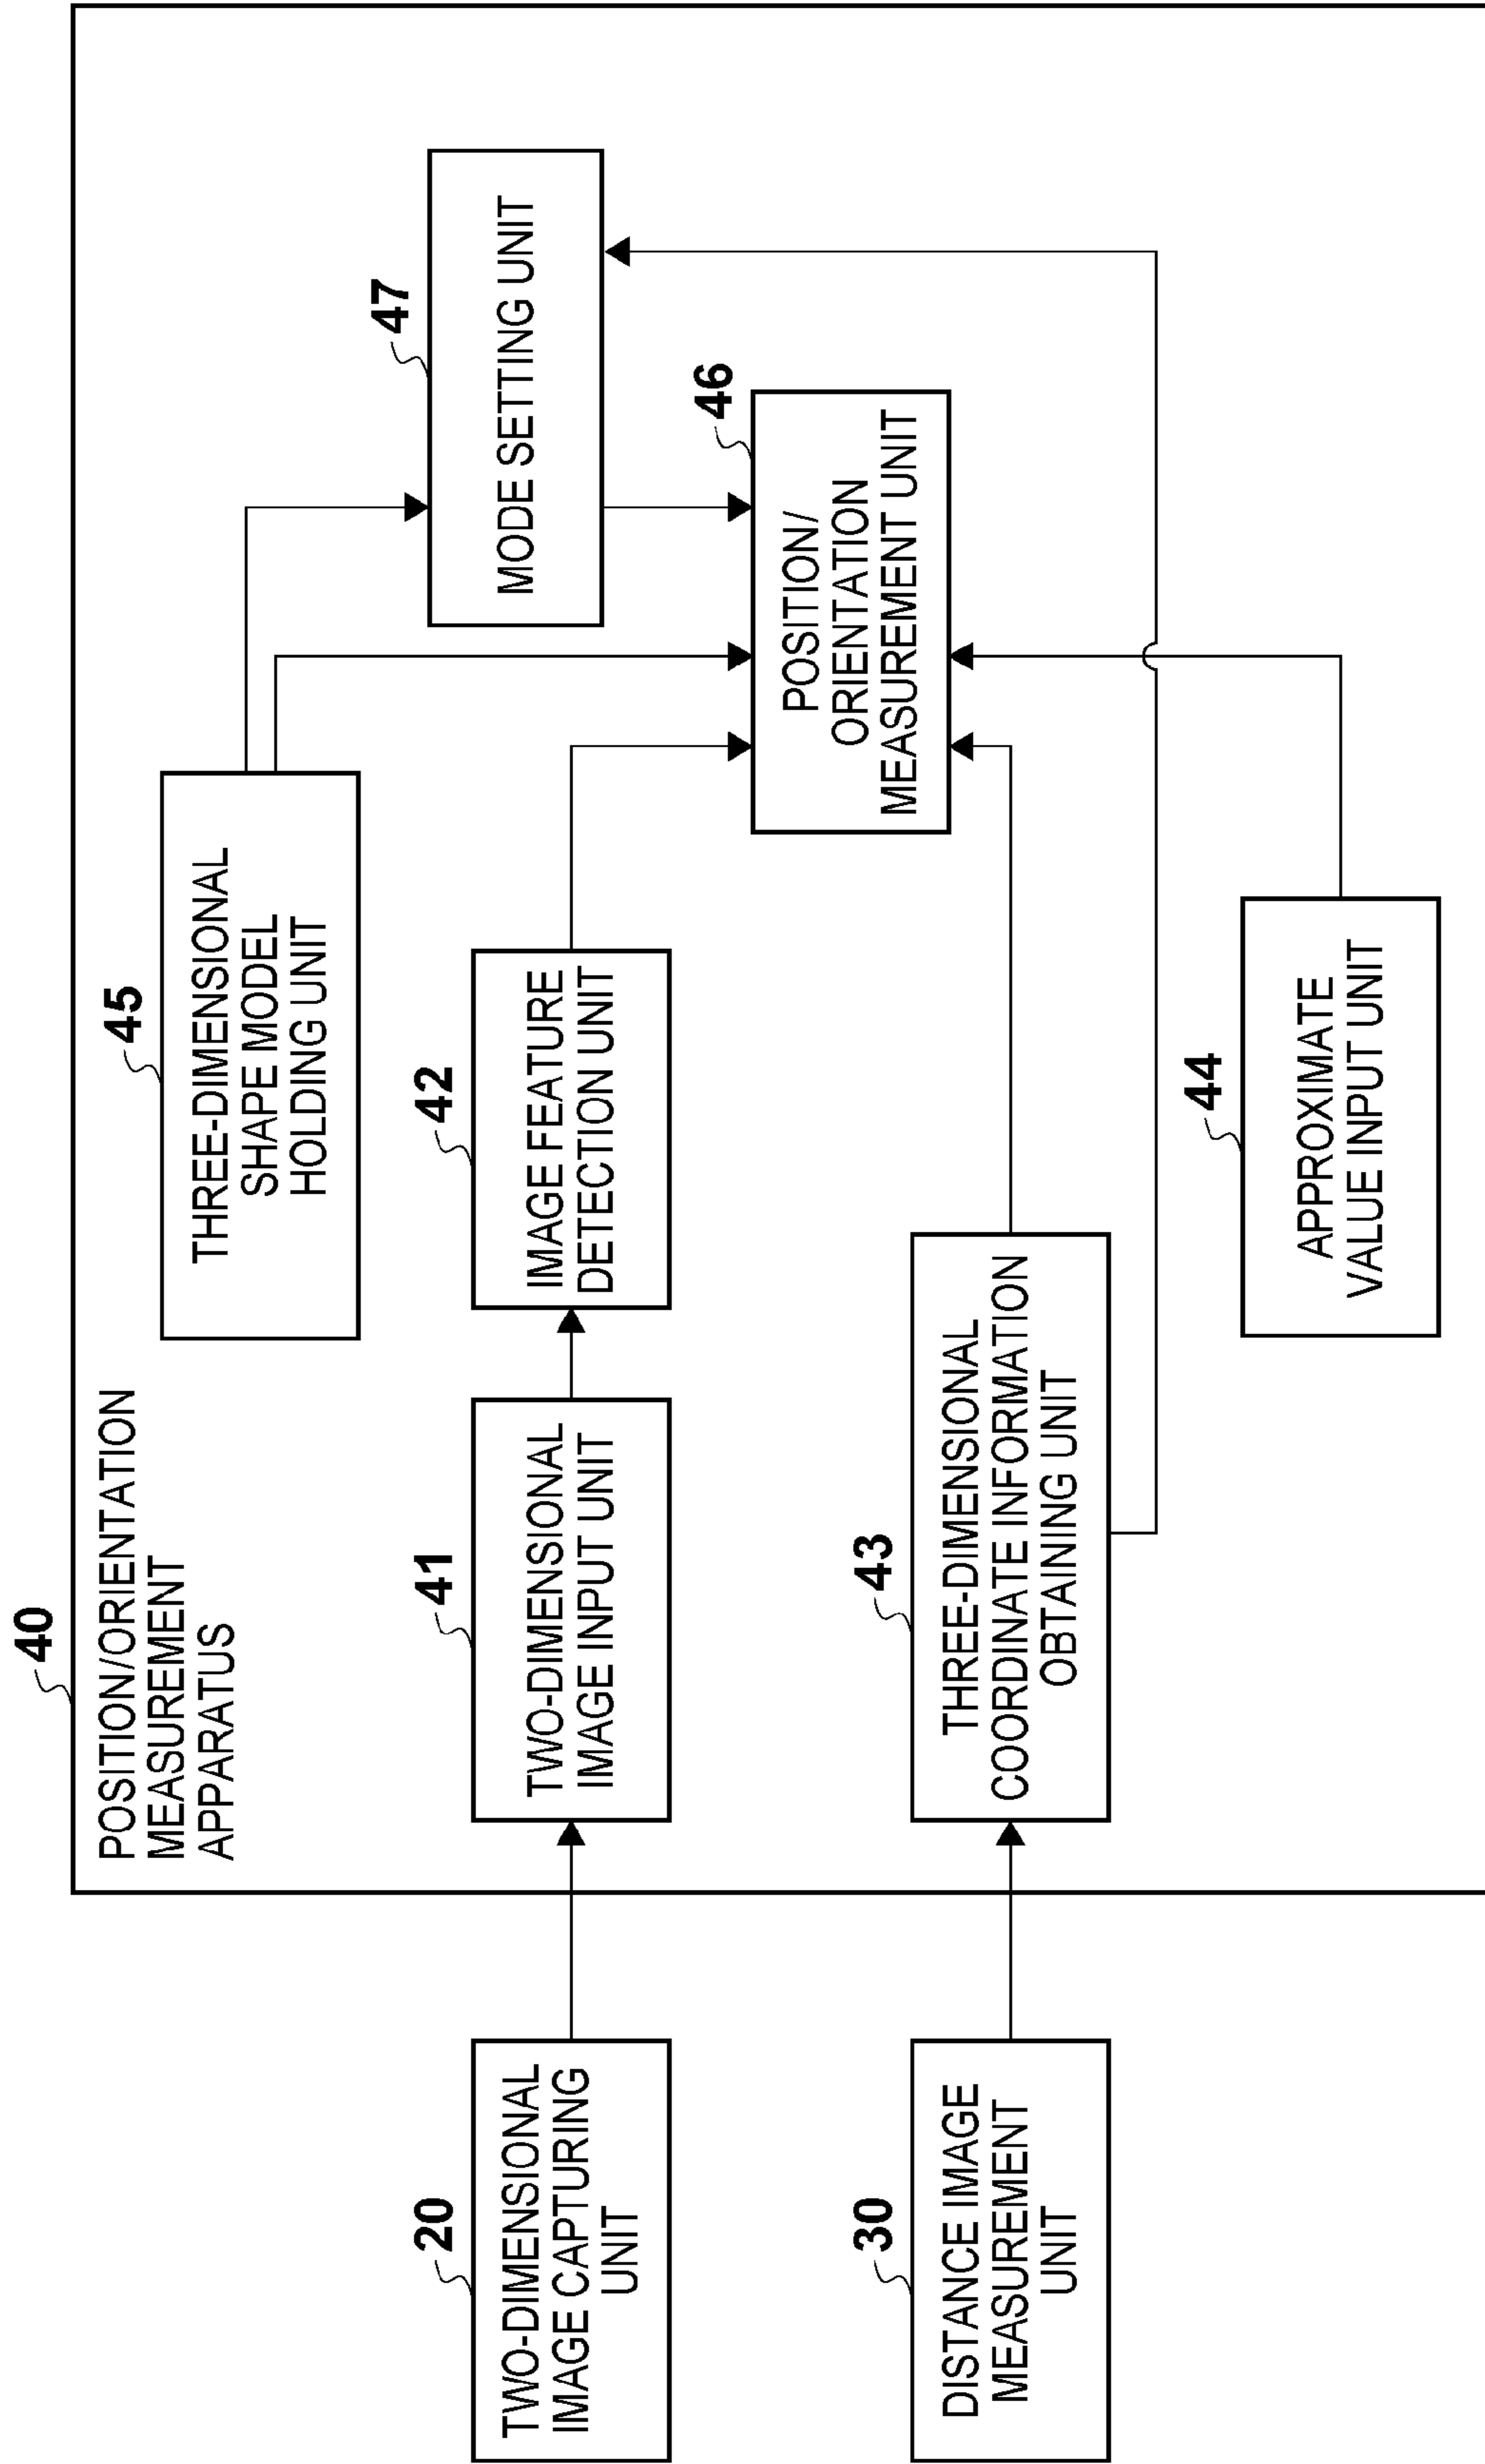 40
POSITION/ORIENTATION
MEASUREMENT
APPARATUS
45
THREE-DIMENSIONAL
SHAPE MODEL
HOLDING UNIT
47
MODE SETTING UNIT
20
TWO-DIMENSIONAL
IMAGE CAPTURING
UNIT
41
TWO-DIMENSIONAL
IMAGE INPUT UNIT
42
IMAGE FEATURE
DETECTION UNIT
46
POSITION/
ORIENTATION
MEASUREMENT UNIT
30
DISTANCE IMAGE
MEASUREMENT
UNIT
43
THREE-DIMENSIONAL
COORDINATE INFORMATION
OBTAINING UNIT
44
APPROXIMATE
VALUE INPUT UNIT